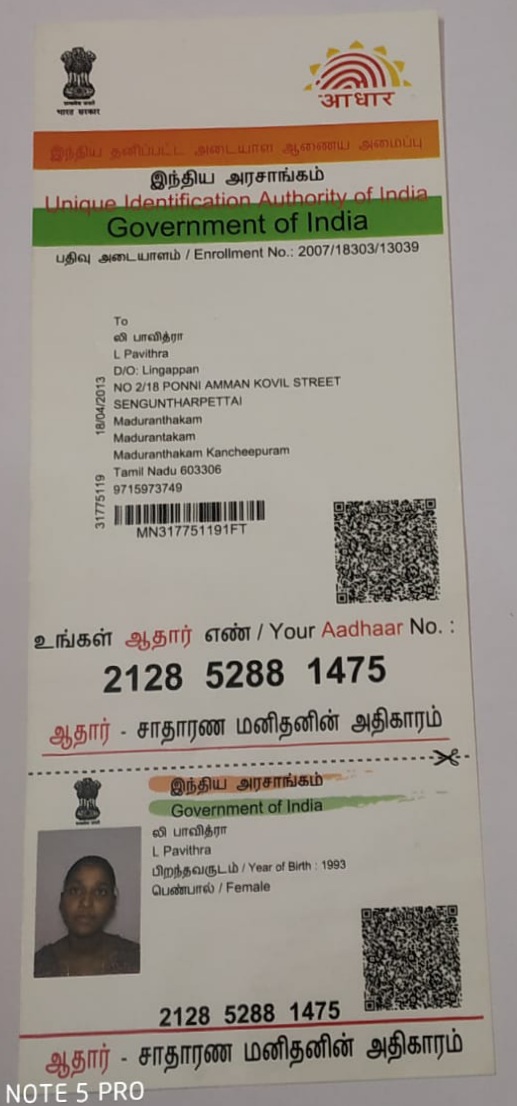 भारत सरकार
आधार
இந்திய தனிப்பட்ட அடையாள ஆணைய அமைப்பு
இந்திய அரசாங்கம்
Unique Identification Authority of India
Government of India
பதிவு அடையாளம் / Enrollment No.: 2007/18303/13039
To
லி பாவித்ரா
L Pavithra
D/O: Lingappan
NO 2/18 PONNI AMMAN KOVIL STREET
SENGUNTHARPETTAI
Maduranthakam
Madurantakam
Maduranthakam Kancheepuram
Tamil Nadu 603306
9715973749
18/04/2013
31775119
MN317751191FT
உங்கள் ஆதார் எண் / Your Aadhaar No. :
2128 5288 1475
ஆதார் - சாதாரண மனிதனின் அதிகாரம்
இந்திய அரசாங்கம்
Government of India
லி பாவித்ரா
L Pavithra
பிறந்தவருடம் / Year of Birth : 1993
பெண்பால் / Female
2128 5288 1475
ஆதார் - சாதாரண மனிதனின் அதிகாரம்
NOTE 5 PRO